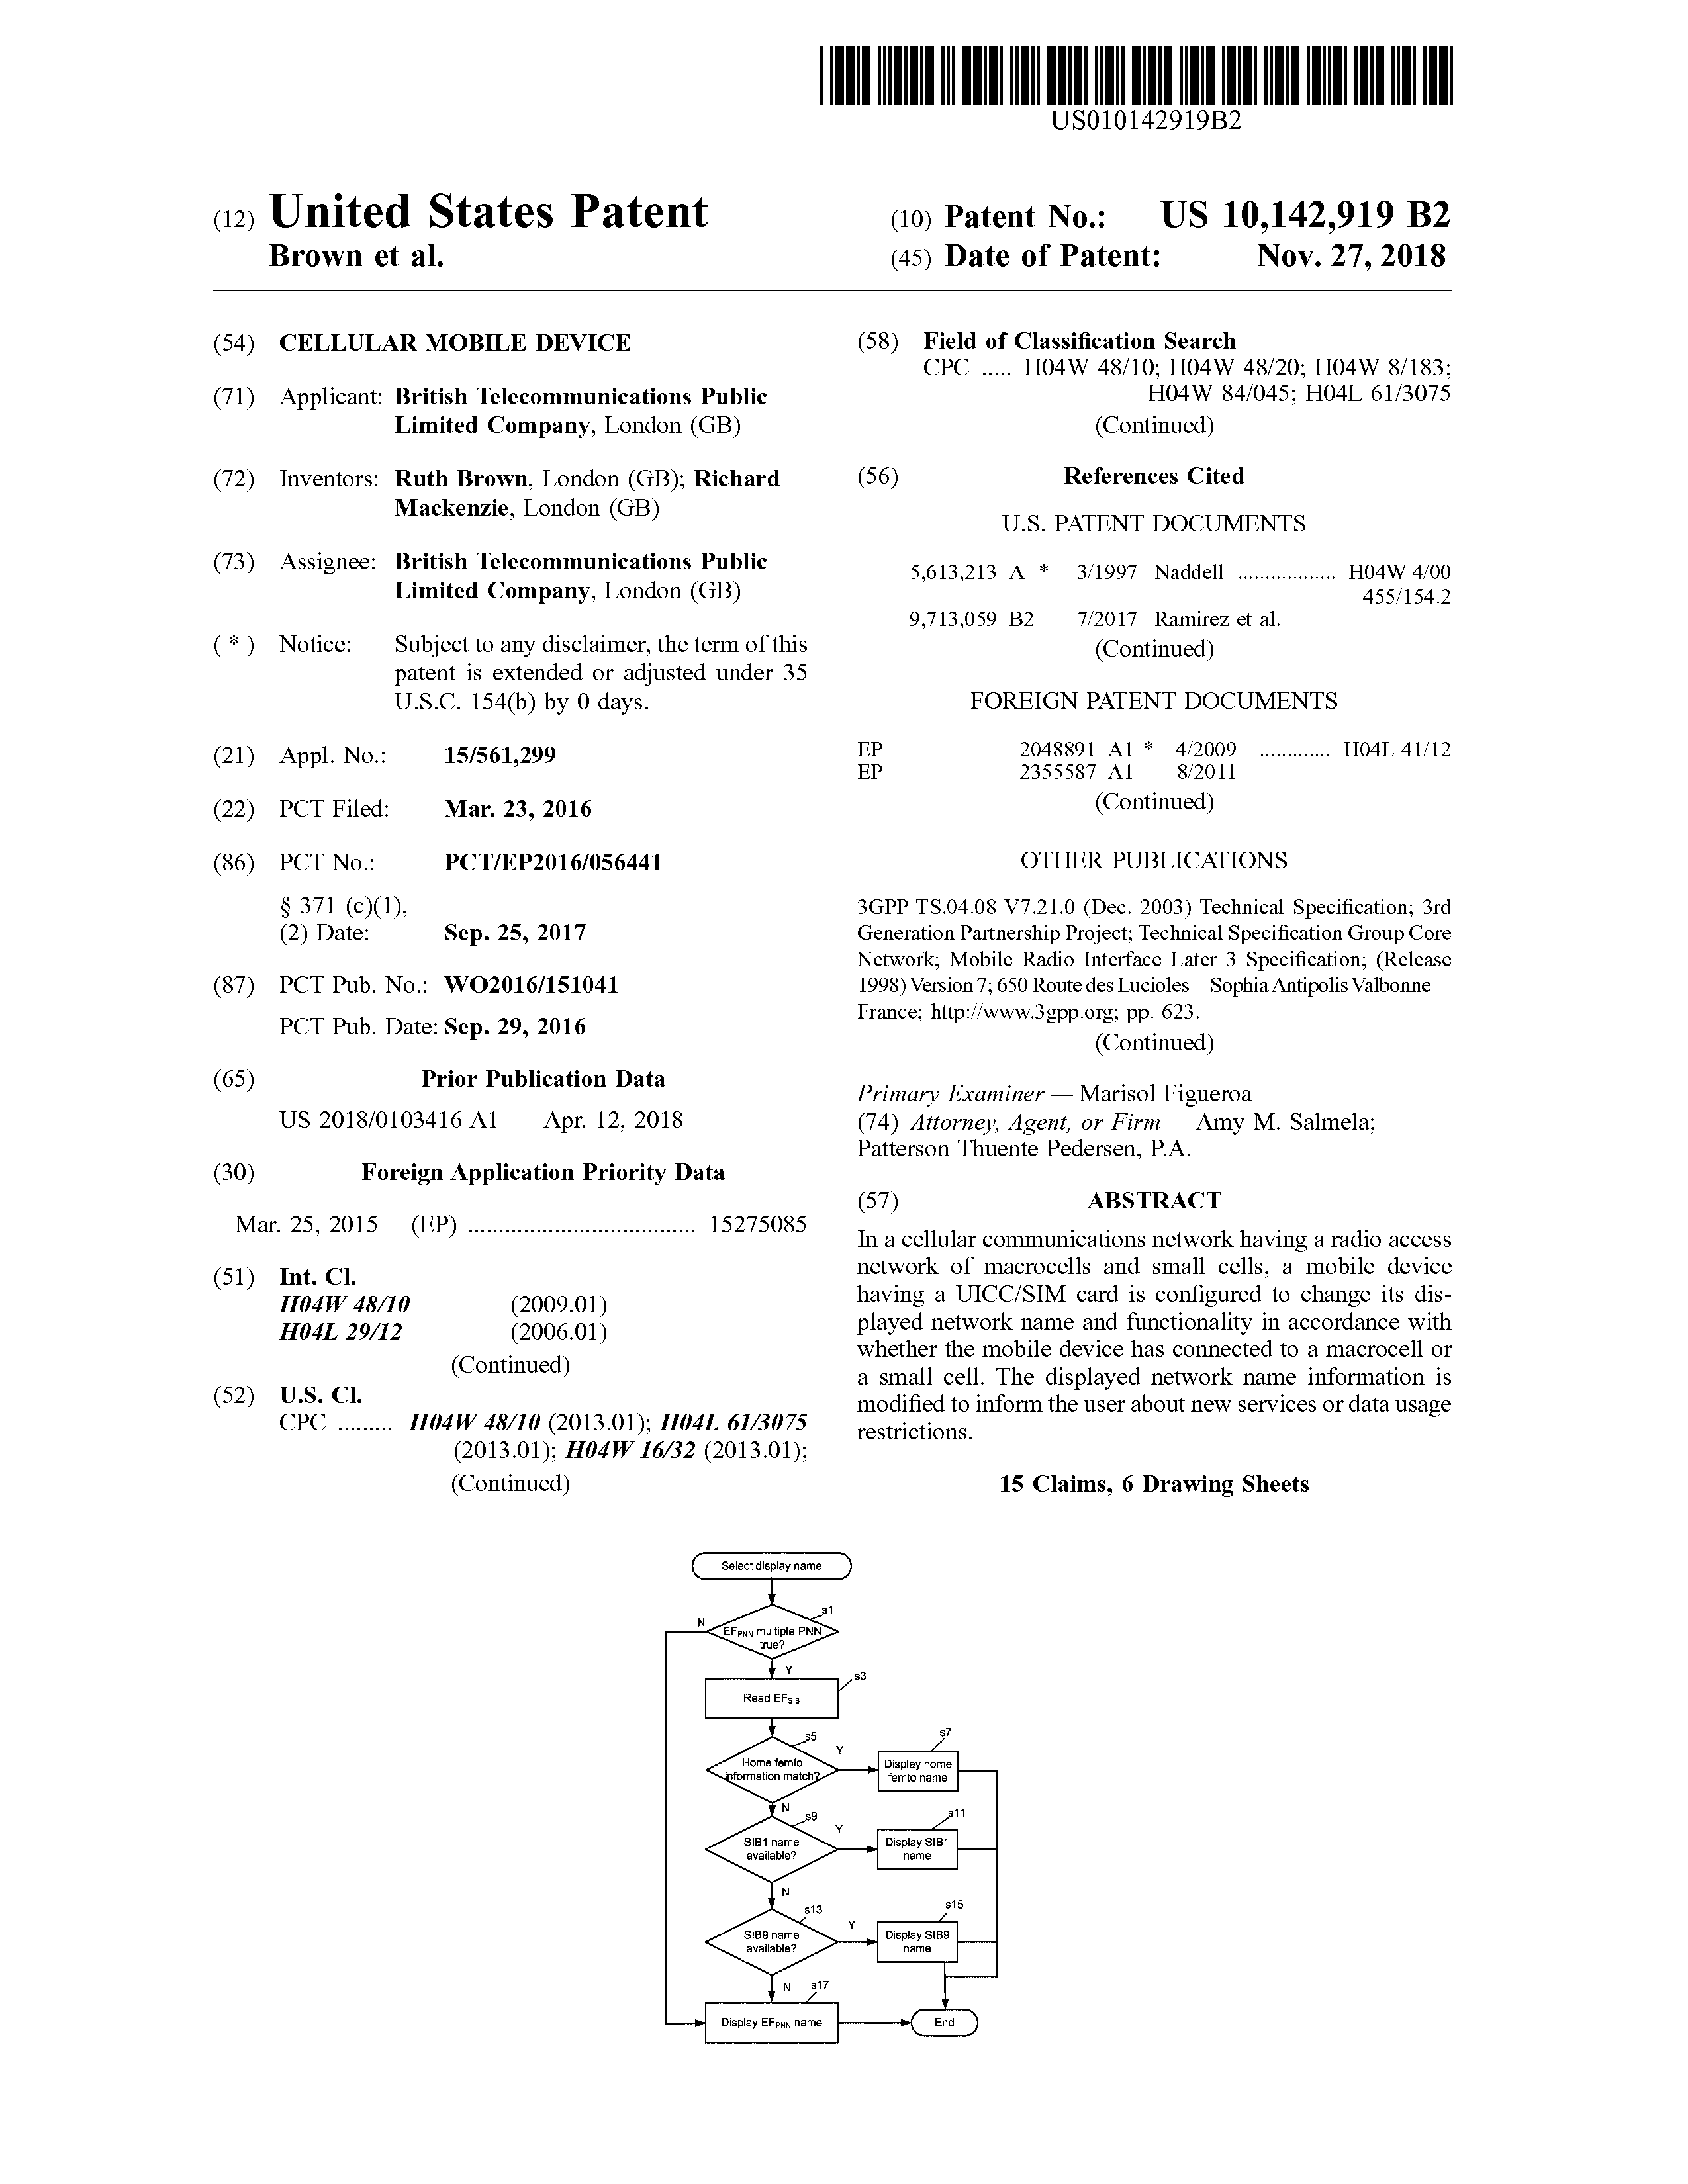 US010142919B2
(12) United States Patent
Brown et al.
(10) Patent No.: US 10,142,919 B2
(45) Date of Patent: Nov. 27, 2018
(54) CELLULAR MOBILE DEVICE
(71) Applicant: British Telecommunications Public
Limited Company, London (GB)
(72) Inventors: Ruth Brown, London (GB); Richard
Mackenzie, London (GB)
(73) Assignee: British Telecommunications Public
Limited Company, London (GB)
( * ) Notice: Subject to any disclaimer, the term of this
patent is extended or adjusted under 35
U.S.C. 154(b) by 0 days.
(21) Appl. No.: 15/561,299
(22) PCT Filed: Mar. 23, 2016
(86) PCT No.: PCT/EP2016/056441
§ 371 (c)(1),
(2) Date: Sep. 25, 2017
(87) PCT Pub. No.: WO2016/151041
PCT Pub. Date: Sep. 29, 2016
(65) Prior Publication Data
US 2018/0103416 A1 Apr. 12, 2018
(30) Foreign Application Priority Data
Mar. 25, 2015 (EP) ..................................... 15275085
(51) Int. Cl.
H04W 48/10 (2009.01)
H04L 29/12 (2006.01)
(Continued)
(52) U.S. Cl.
CPC ......... H04W 48/10 (2013.01); H04L 61/3075
(2013.01); H04W 16/32 (2013.01);
(Continued)
(58) Field of Classification Search
CPC ..... H04W 48/10; H04W 48/20; H04W 8/183;
H04W 84/045; H04L 61/3075
(Continued)
(56) References Cited
U.S. PATENT DOCUMENTS
5,613,213 A * 3/1997 Naddell .................. H04W 4/00
455/154.2
9,713,059 B2 7/2017 Ramirez et al.
(Continued)
FOREIGN PATENT DOCUMENTS
EP 2048891 A1 * 4/2009 ............. H04L 41/12
EP 2355587 A1 8/2011
(Continued)
OTHER PUBLICATIONS
3GPP TS.04.08 V7.21.0 (Dec. 2003) Technical Specification; 3rd
Generation Partnership Project; Technical Specification Group Core
Network; Mobile Radio Interface Later 3 Specification; (Release
1998) Version 7; 650 Route des Lucioles—Sophia Antipolis Valbonne—
France; http://www.3gpp.org; pp. 623.
(Continued)
Primary Examiner — Marisol Figueroa
(74) Attorney, Agent, or Firm — Amy M. Salmela;
Patterson Thuente Pedersen, P.A.
(57) ABSTRACT
In a cellular communications network having a radio access
network of macrocells and small cells, a mobile device
having a UICC/SIM card is configured to change its dis-
played network name and functionality in accordance with
whether the mobile device has connected to a macrocell or
a small cell. The displayed network name information is
modified to inform the user about new services or data usage
restrictions.
15 Claims, 6 Drawing Sheets
Select display name
s1
N
EFPNN multiple PNN
true?
Y
s3
Read EFSIB
s5
Home femto
information match?
Y
s7
Display home
femto name
N
s9
SIB1 name
available?
Y
s11
Display SIB1
name
N
s13
SIB9 name
available?
Y
s15
Display SIB9
name
N
s17
Display EFPNN name
End